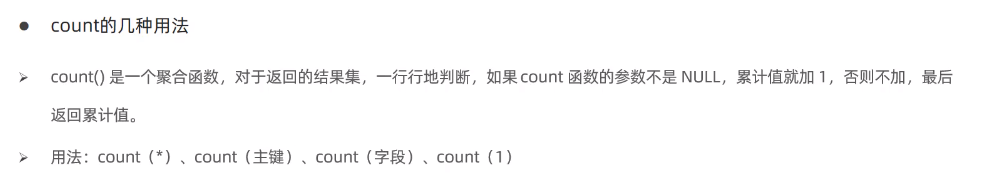 ● count的几种用法
➢ count() 是一个聚合函数，对于返回的结果集，一行行地判断，如果 count 函数的参数不是 NULL，累计值就加 1，否则不加，最后
返回累计值。
➢ 用法：count（*）、count（主键）、count（字段）、count（1）